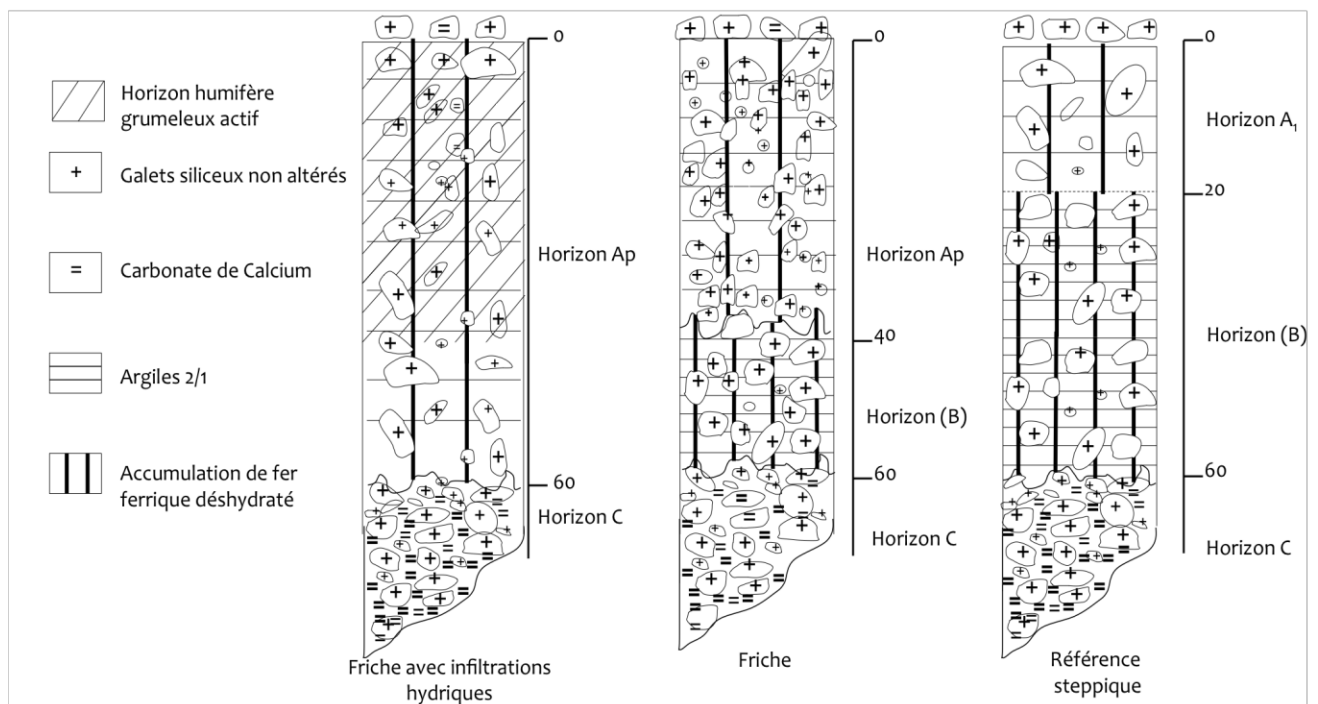 Horizon humifère
grumeleux actif
+
Galets siliceux non altérés
=
Carbonate de Calcium
Argiles 2/1
Accumulation de fer
ferrique déshydraté
0
Horizon Ap
60
Horizon C
Friche avec infiltrations
hydriques
0
Horizon Ap
40
Horizon (B)
60
Horizon C
Friche
0
Horizon A1
20
Horizon (B)
60
Horizon C
Référence
steppique